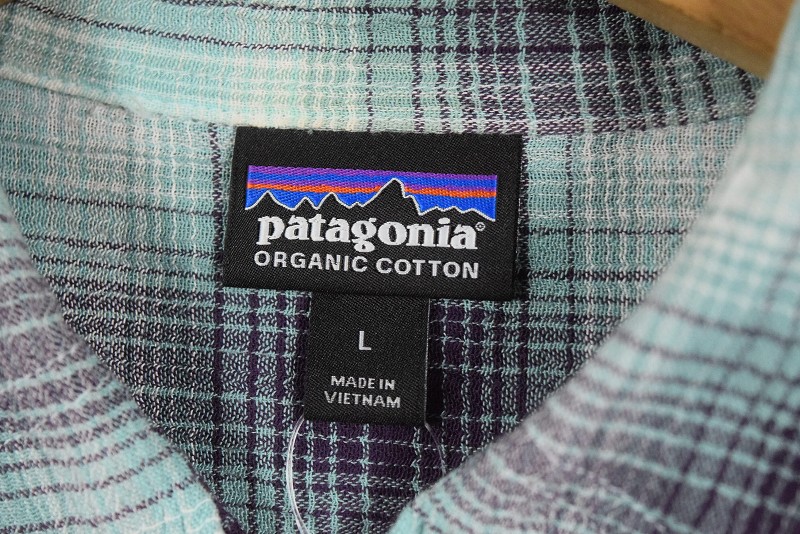 patagonia®
ORGANIC COTTON
L
MADE IN
VIETNAM